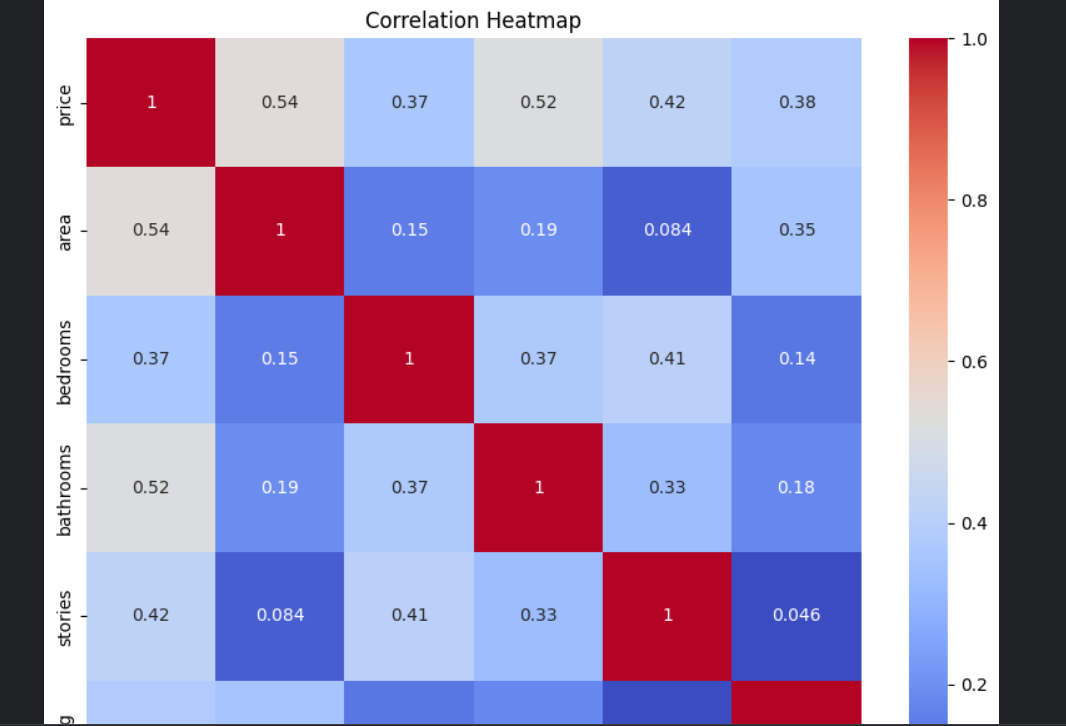 Correlation Heatmap
price 1 0.54 0.37 0.52 0.42 0.38
area 0.54 1 0.15 0.19 0.084 0.35
bedrooms 0.37 0.15 1 0.37 0.41 0.14
bathrooms 0.52 0.19 0.37 1 0.33 0.18
stories 0.42 0.084 0.41 0.33 1 0.046
1.0
0.8
0.6
0.4
0.2